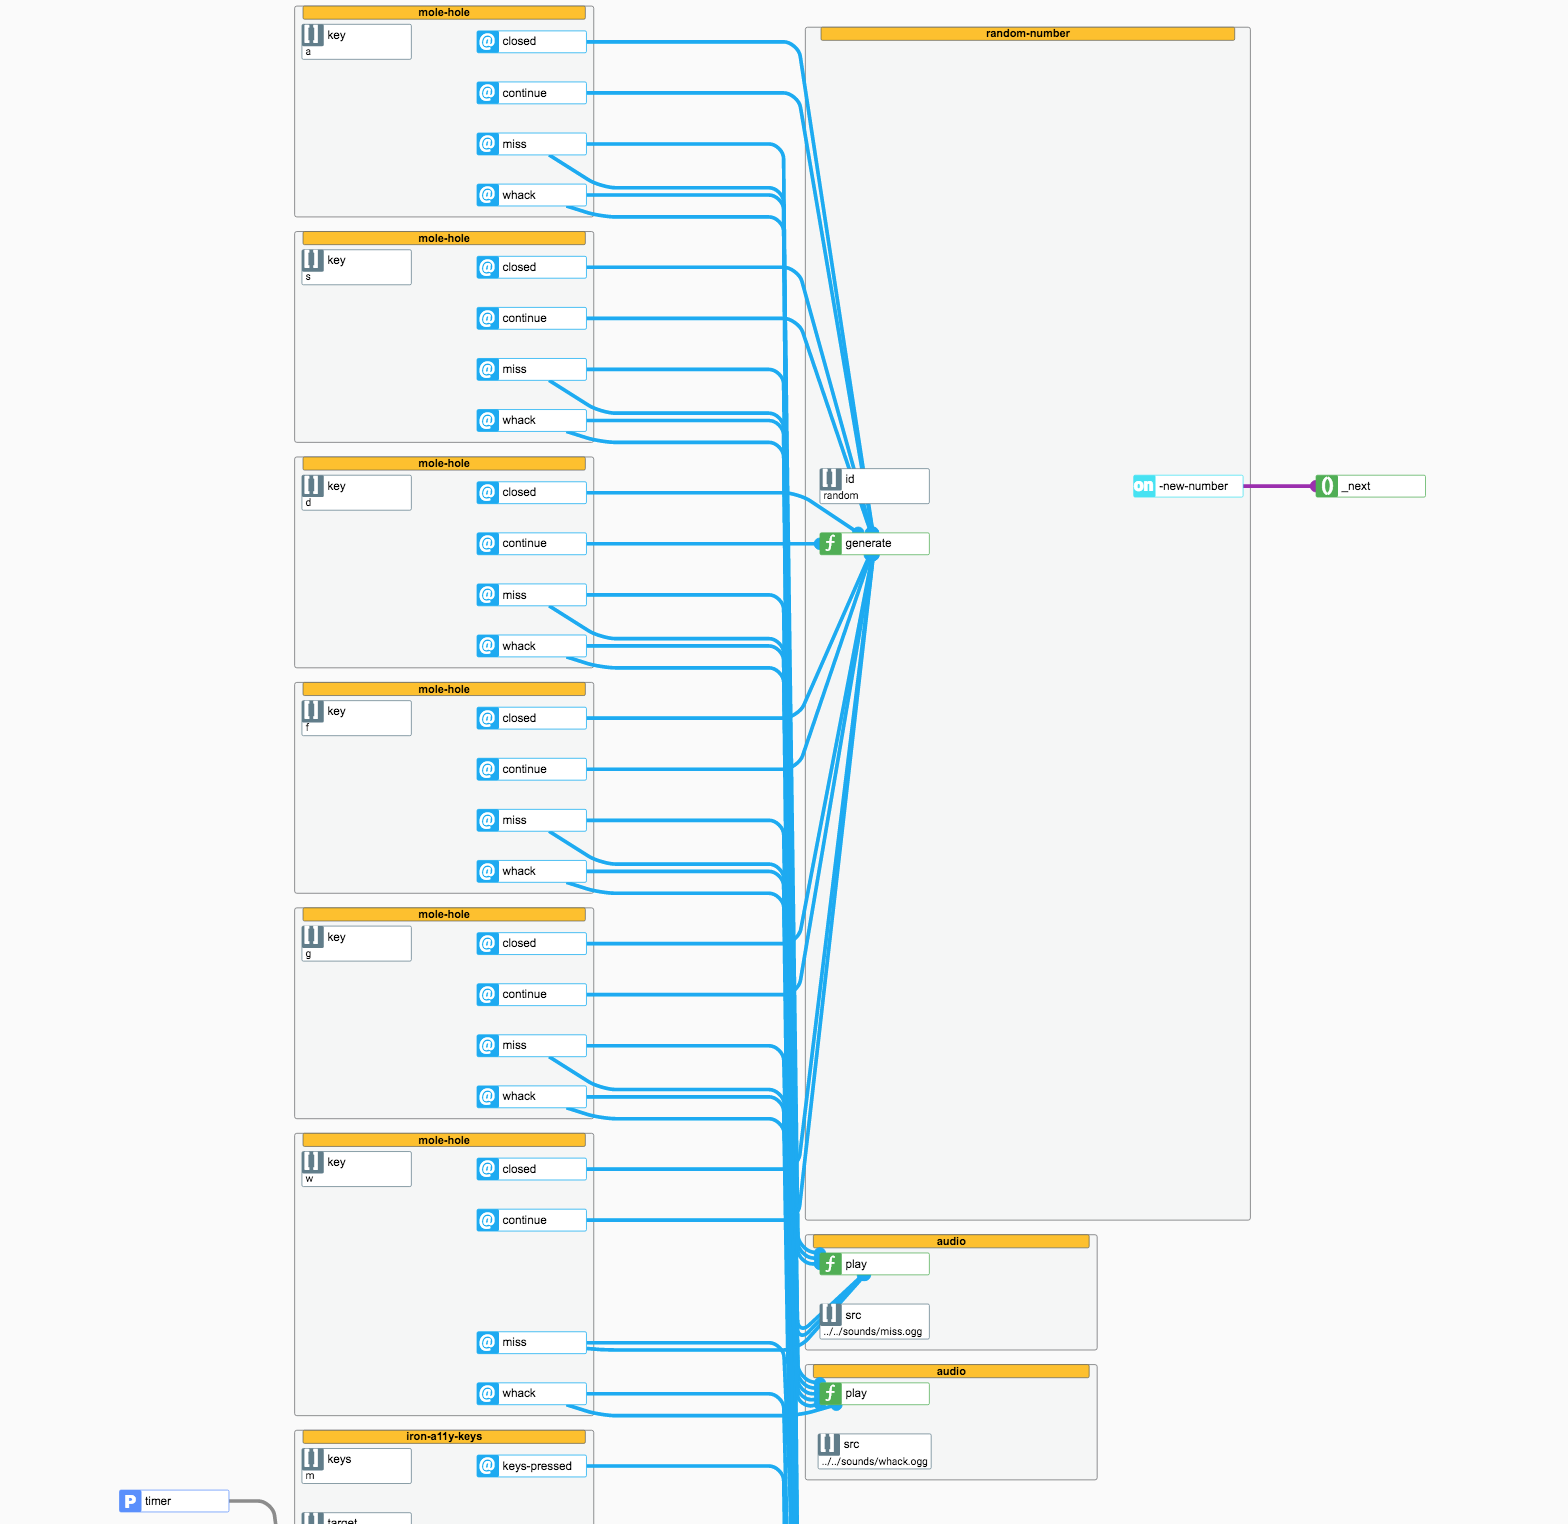 mole-hole
key
a
@ closed
@ continue
@ miss
@ whack
mole-hole
key
s
@ closed
@ continue
@ miss
@ whack
mole-hole
key
d
@ closed
@ continue
@ miss
@ whack
mole-hole
key
f
@ closed
@ continue
@ miss
@ whack
mole-hole
key
g
@ closed
@ continue
@ miss
@ whack
mole-hole
key
w
@ closed
@ continue
@ miss
@ whack
iron-a11y-keys
keys
m
@ keys-pressed
P timer
target
random-number
id
random
f generate
on -new-number
() _next
audio
f play
src
../../sounds/miss.ogg
audio
f play
src
../../sounds/whack.ogg